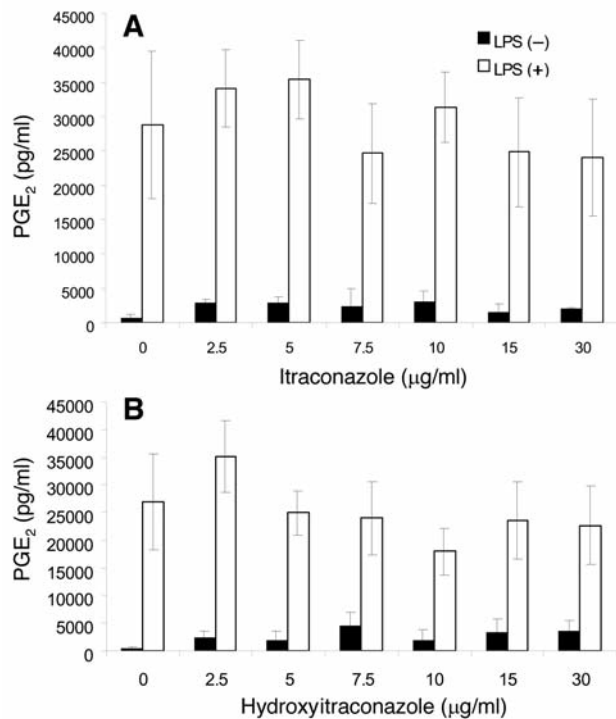 A
LPS (–)
LPS (+)
45000
40000
35000
30000
25000
20000
15000
10000
5000
0
PGE₂ (pg/ml)
0 2.5 5 7.5 10 15 30
Itraconazole (μg/ml)
B
45000
40000
35000
30000
25000
20000
15000
10000
5000
0
PGE₂ (pg/ml)
0 2.5 5 7.5 10 15 30
Hydroxyitraconazole (μg/ml)